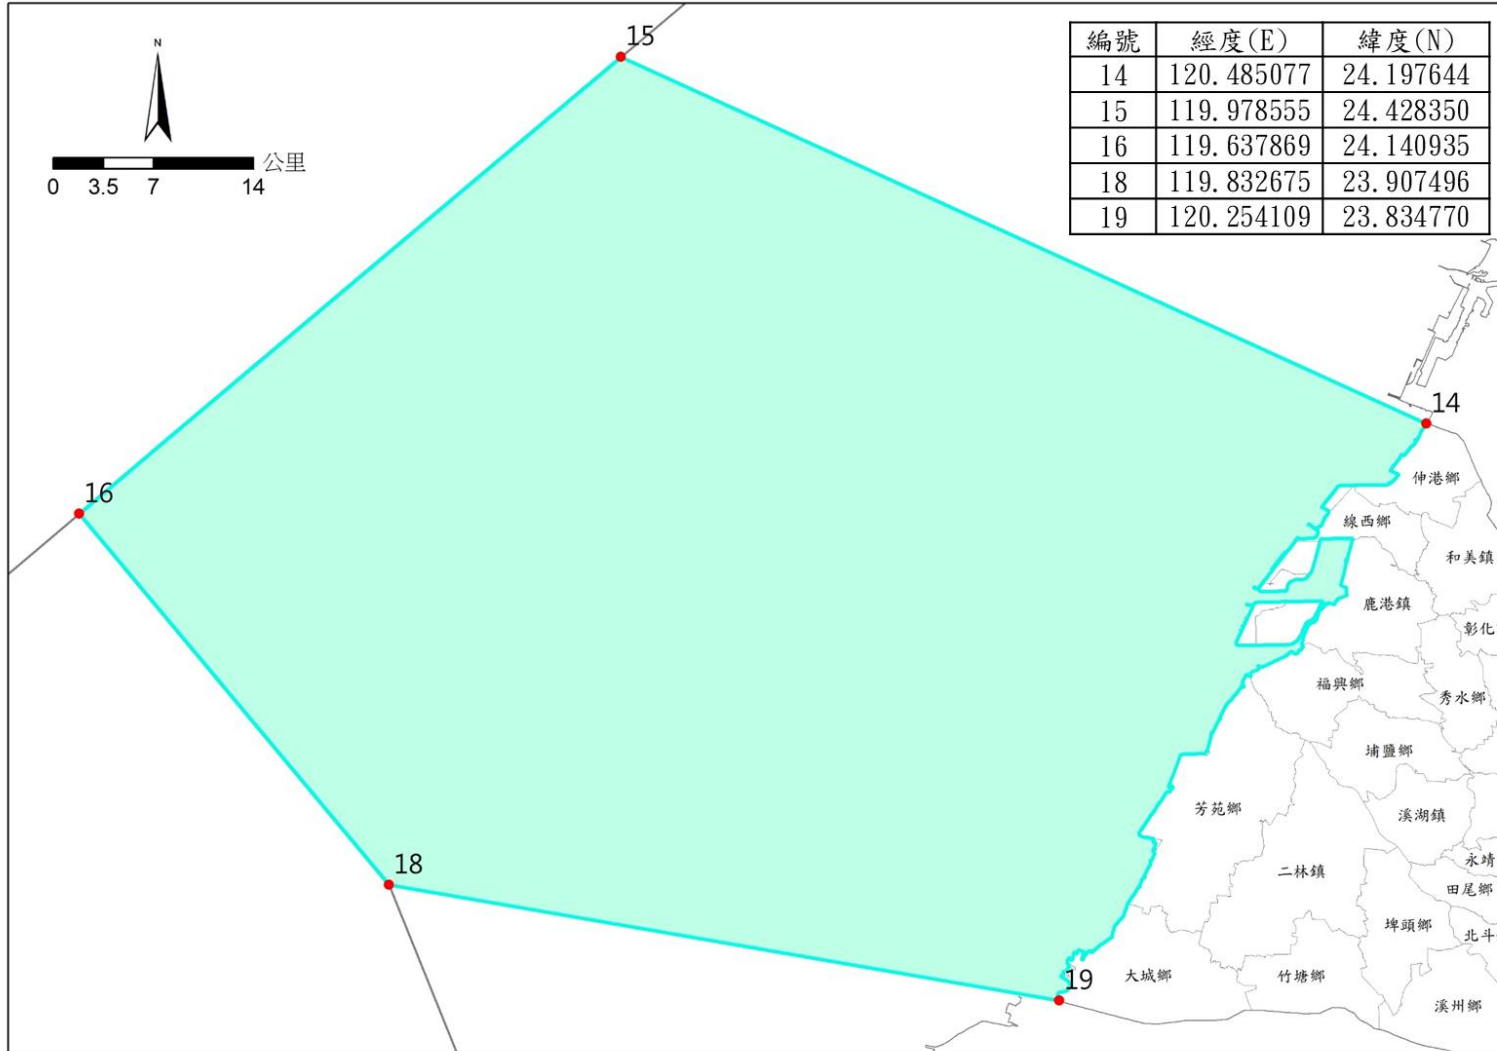 15
N
公里
0 3.5 7 14
編號 經度(E) 緯度(N)
14 120.485077 24.197644
15 119.978555 24.428350
16 119.637869 24.140935
18 119.832675 23.907496
19 120.254109 23.834770
14
伸港鄉
16
線西鄉
和美鎮
鹿港鎮
彰化
福興鄉
秀水鄉
埔鹽鄉
芳苑鄉
溪湖鎮
18
永靖
二林鎮
田尾鄉
埤頭鄉
北斗
19
大城鄉
竹塘鄉
溪州鄉